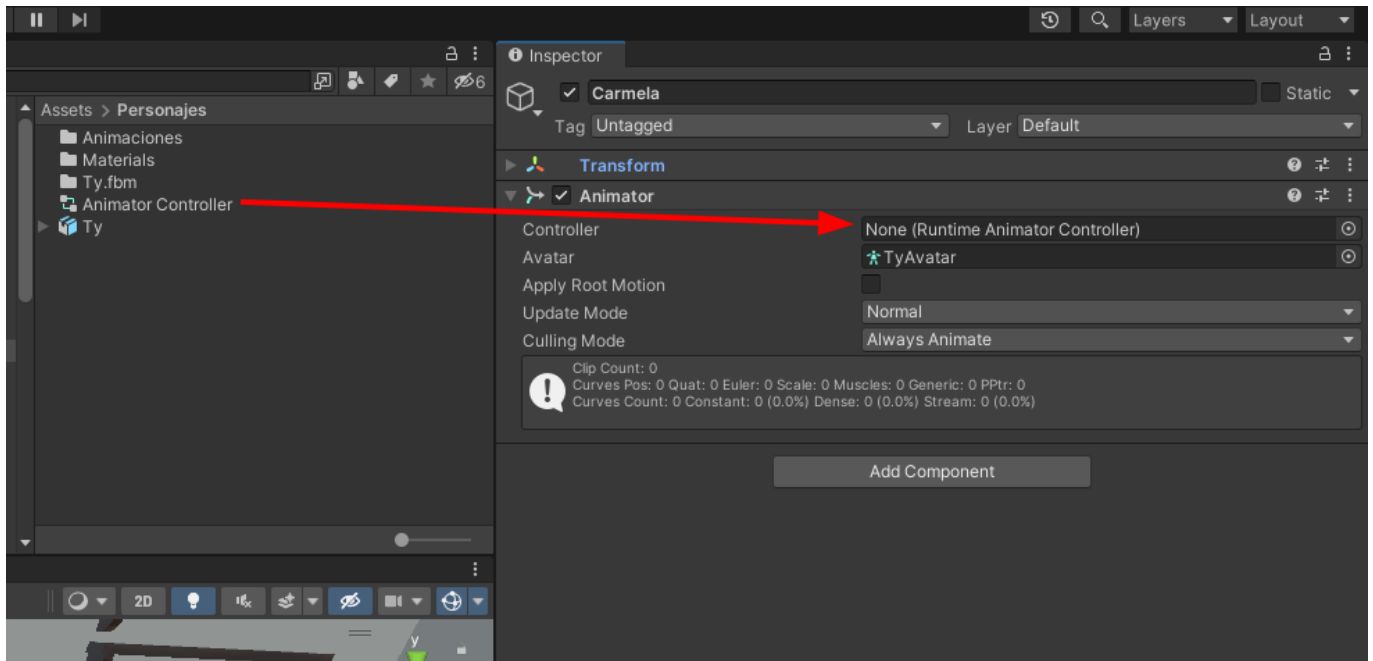 Layers
Layout
6
Inspector
Assets > Personajes
Carmela
Static
Tag Untagged
Layer Default
Animaciones
Materials
Ty.fbm
Animator Controller
Ty
Transform
Animator
Controller
None (Runtime Animator Controller)
Avatar
TyAvatar
Apply Root Motion
Update Mode
Normal
Culling Mode
Always Animate
Clip Count: 0
Curves Pos: 0 Quat: 0 Euler: 0 Scale: 0 Muscles: 0 Generic: 0 PPtr: 0
Curves Count: 0 Constant: 0 (0.0%) Dense: 0 (0.0%) Stream: 0 (0.0%)
Add Component
2D
y